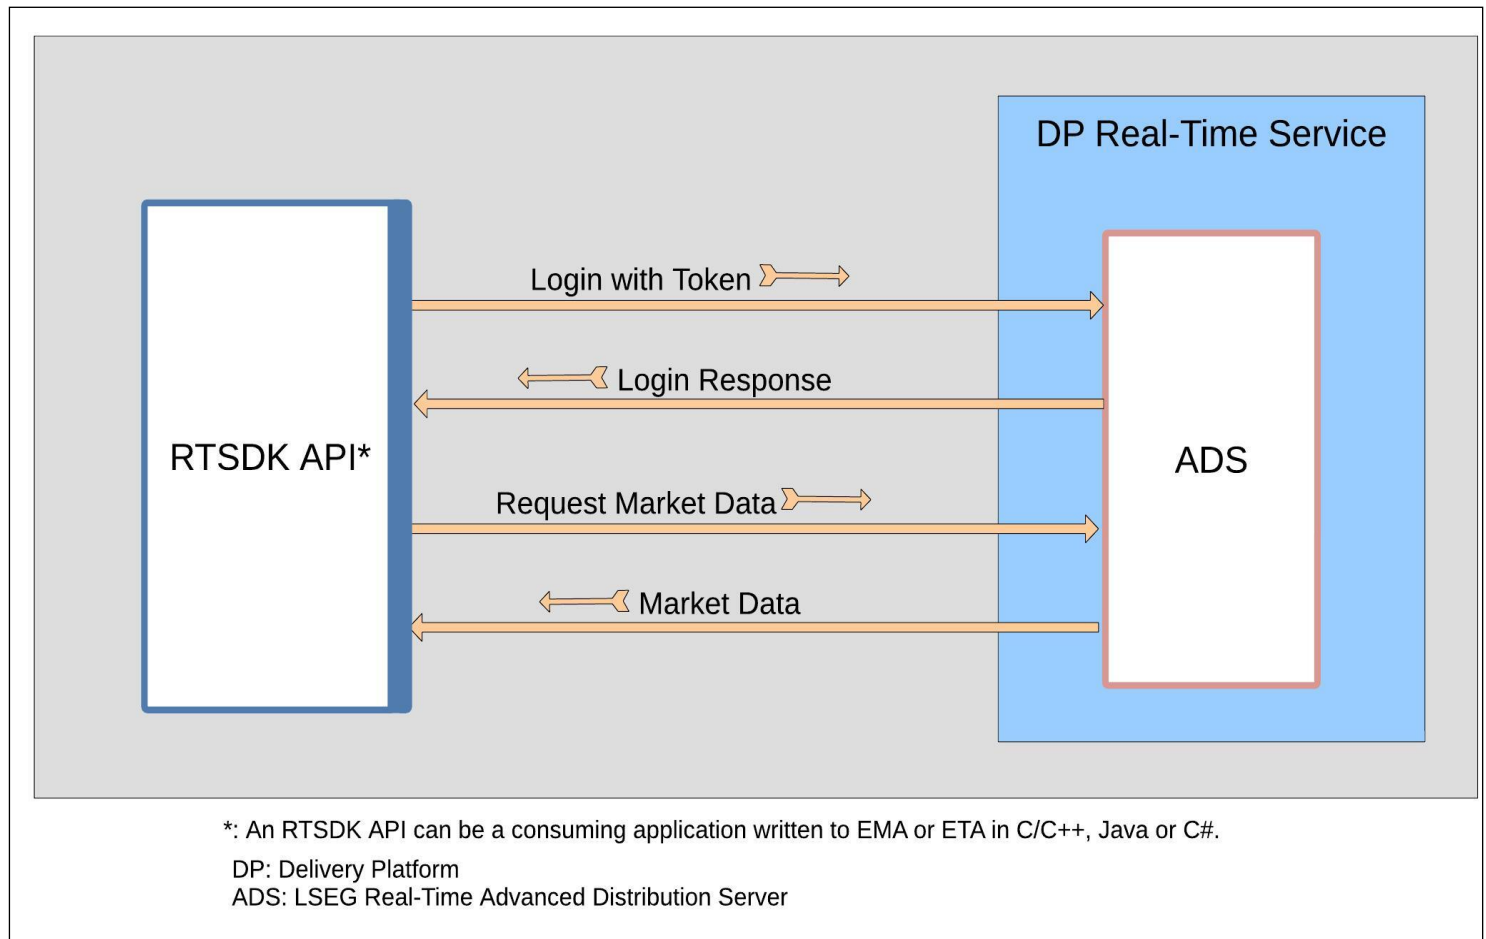 DP Real-Time Service
Login with Token
Login Response
RTSDK API*
ADS
Request Market Data
Market Data
*: An RTSDK API can be a consuming application written to EMA or ETA in C/C++, Java or C#.
DP: Delivery Platform
ADS: LSEG Real-Time Advanced Distribution Server